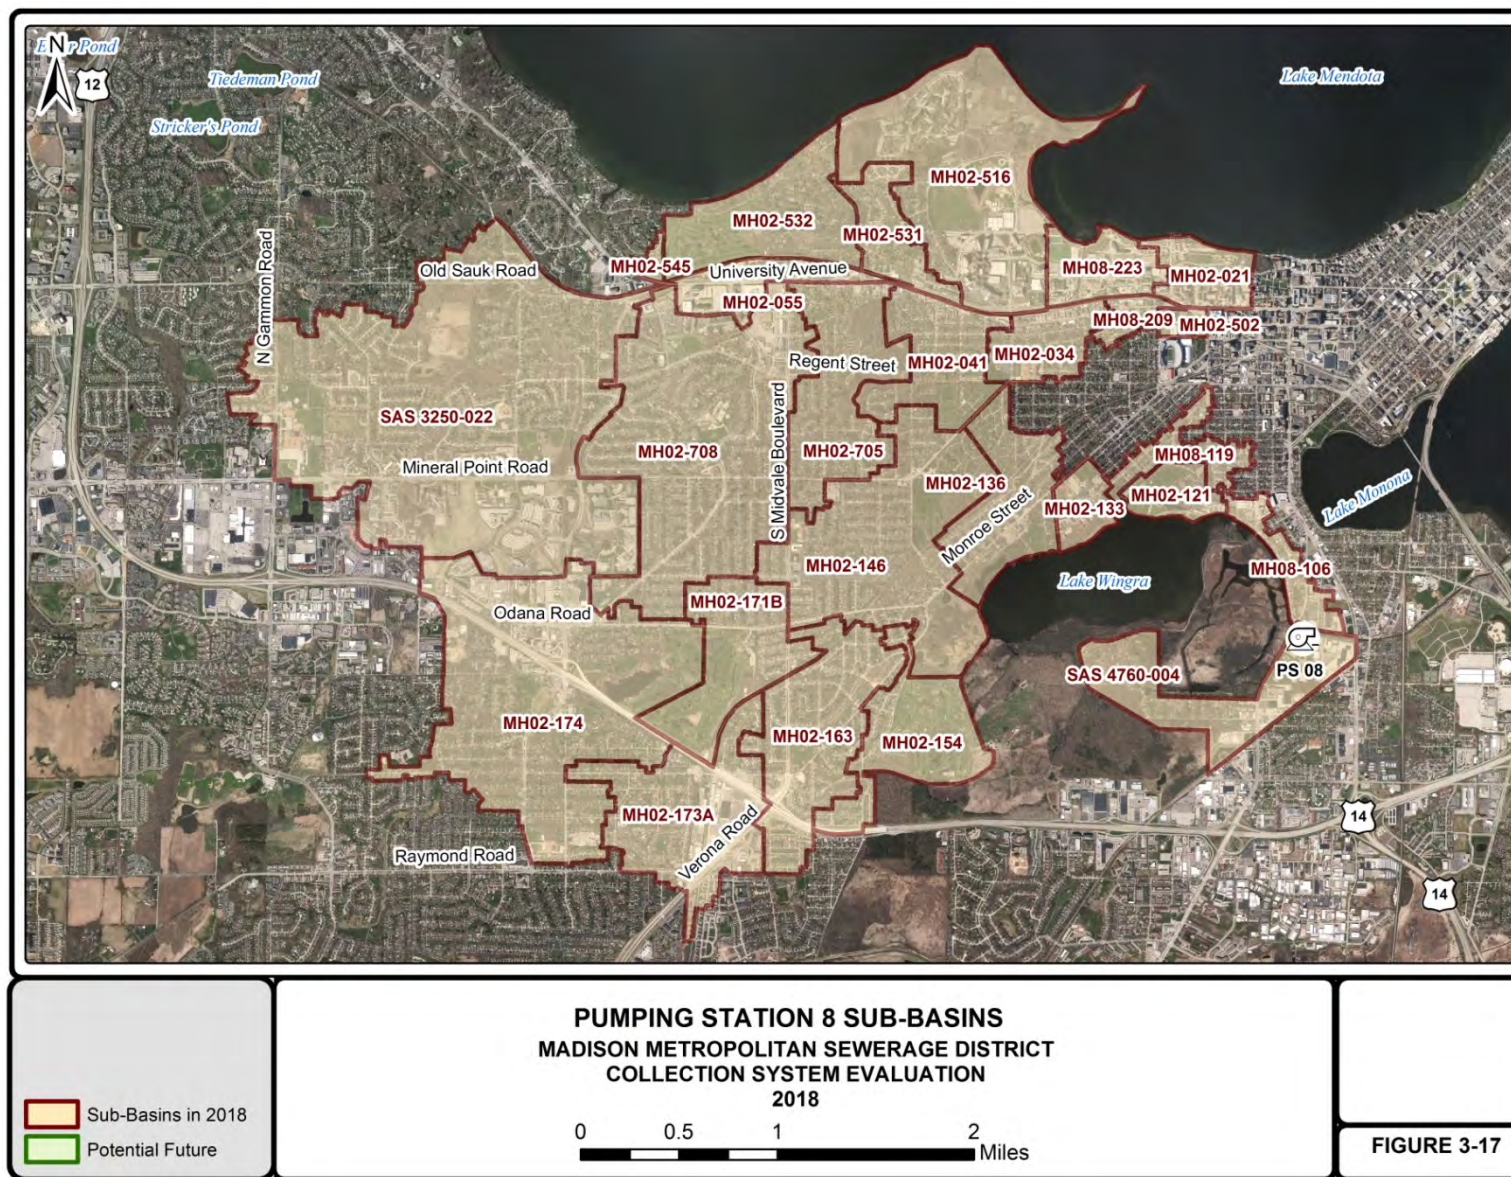 N
12
Tiedeman Pond
Stricker's Pond
Lake Mendota
MH02-516
MH02-532
MH02-531
Old Sauk Road
MH02-545
University Avenue
MH08-223
MH02-021
MH02-055
N Gammon Road
MH08-209
MH02-502
Regent Street
MH02-041
MH02-034
SAS 3250-022
S Midvale Boulevard
MH02-708
MH02-705
Mineral Point Road
MH08-119
MH02-136
MH02-121
MH02-133
Lake Monona
Monroe Street
MH02-146
Lake Wingra
MH08-106
MH02-171B
Odana Road
SAS 4760-004
PS 08
MH02-174
MH02-163
MH02-154
MH02-173A
Verona Road
14
Raymond Road
14
PUMPING STATION 8 SUB-BASINS
MADISON METROPOLITAN SEWERAGE DISTRICT
COLLECTION SYSTEM EVALUATION
2018
Sub-Basins in 2018
Potential Future
0 0.5 1 2
Miles
FIGURE 3-17